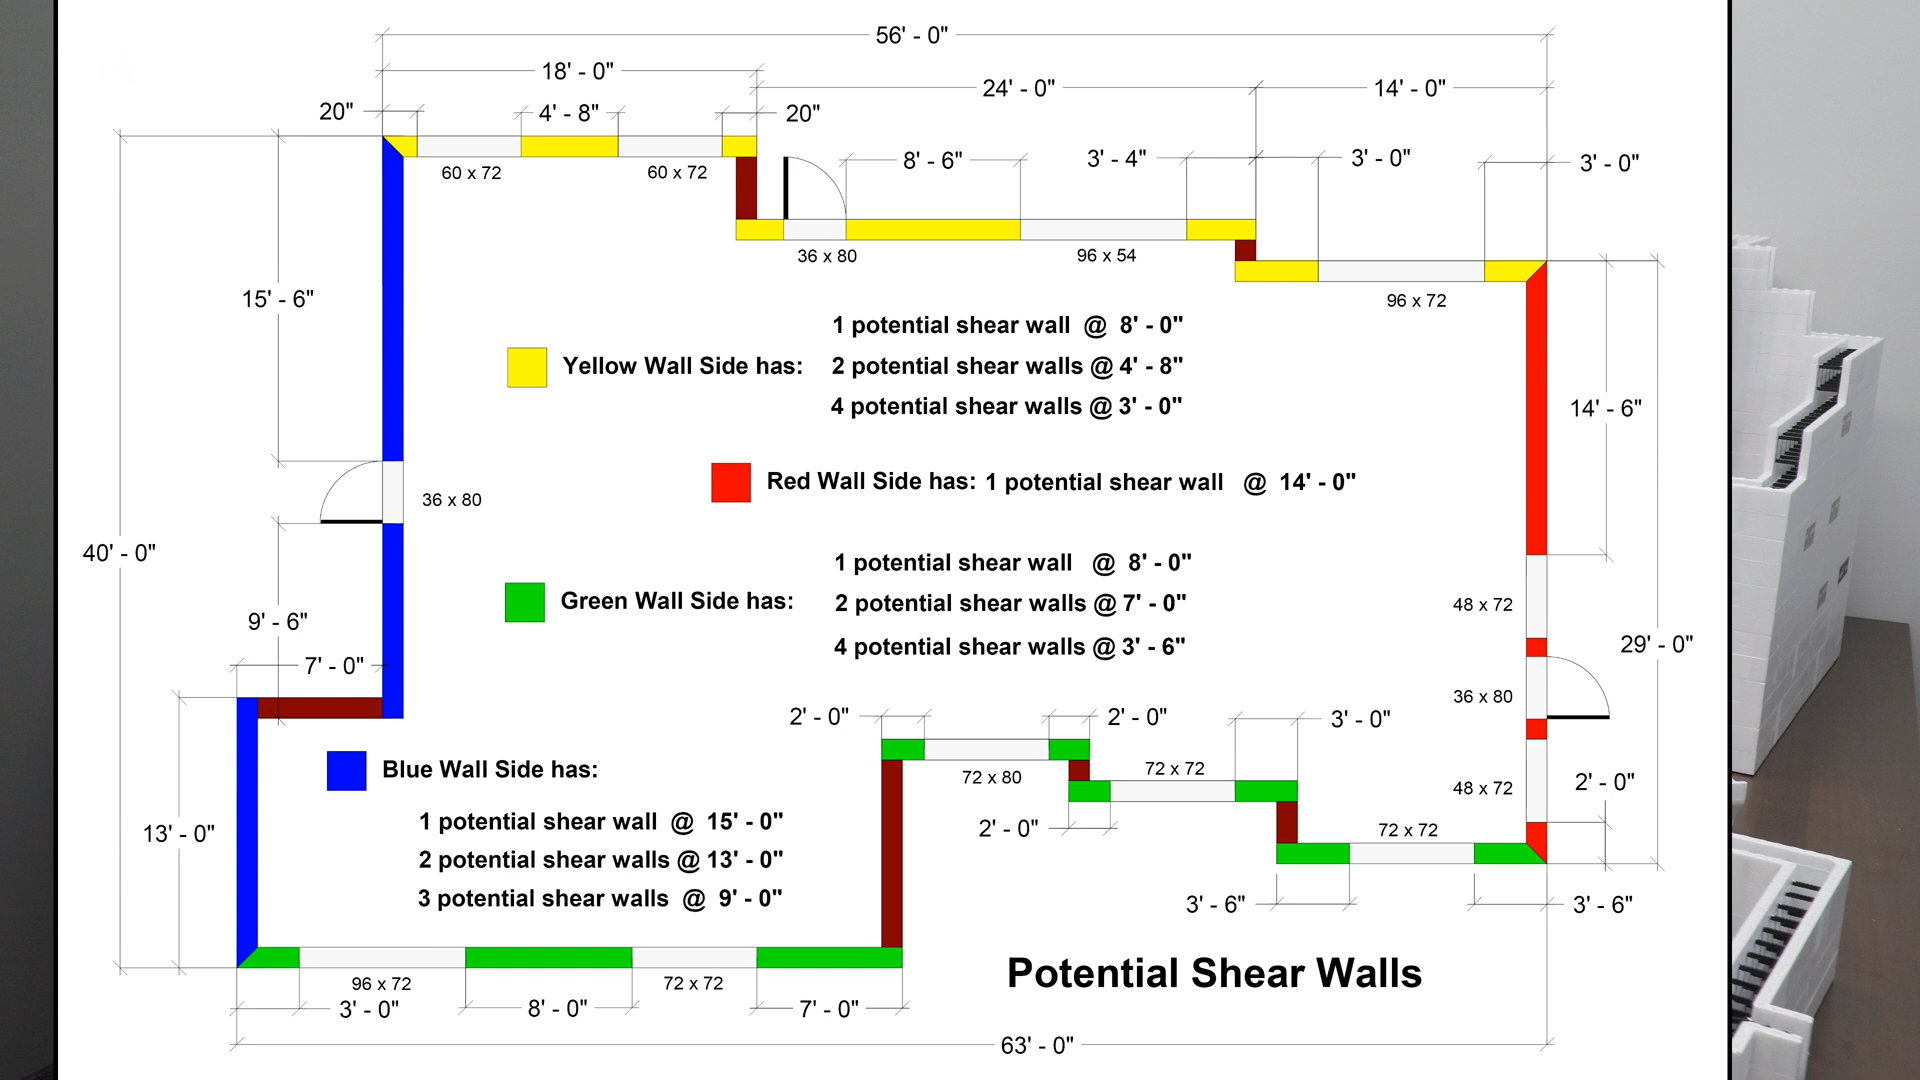 56' - 0"
18' - 0"
24' - 0"
14' - 0"
20"
4' - 8"
20"
8' - 6"
3' - 4"
3' - 0"
3' - 0"
60 x 72
60 x 72
36 x 80
96 x 54
96 x 72
15' - 6"
1 potential shear wall @ 8' - 0"
Yellow Wall Side has: 2 potential shear walls @ 4' - 8"
4 potential shear walls @ 3' - 0"
14' - 6"
Red Wall Side has: 1 potential shear wall @ 14' - 0"
36 x 80
40' - 0"
1 potential shear wall @ 8' - 0"
Green Wall Side has: 2 potential shear walls @ 7' - 0"
4 potential shear walls @ 3' - 6"
48 x 72
9' - 6"
29' - 0"
7' - 0"
36 x 80
2' - 0"
2' - 0"
3' - 0"
72 x 80
72 x 72
48 x 72
2' - 0"
Blue Wall Side has:
1 potential shear wall @ 15' - 0"
2 potential shear walls @ 13' - 0"
3 potential shear walls @ 9' - 0"
13' - 0"
2' - 0"
72 x 72
3' - 6"
3' - 6"
Potential Shear Walls
96 x 72
72 x 72
3' - 0"
8' - 0"
7' - 0"
63' - 0"